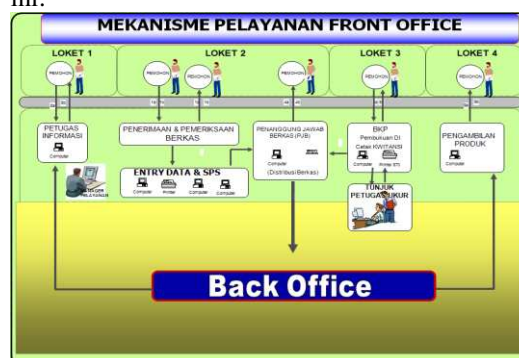 MEKANISME PELAYANAN FRONT OFFICE
LOKET 1
LOKET 2
LOKET 3
LOKET 4
PEMOHON
PEMOHON
PEMOHON
PEMOHON
PEMOHON
PEMOHON
PETUGAS
INFORMASI
Computer
PENERIMAAN & PEMERIKSAAN
BERKAS
PENANGGUNG JAWAB
BERKAS (PJB)
Computer
(Distribusi Berkas)
BKP
Pembukuan DI
Cetak KWITANSI
Computer
PENGAMBILAN
PRODUK
Computer
ENTRY DATA & SPS
Computer
Printer
Computer
Computer
TUNJUK
PETUGAS UKUR
Back Office